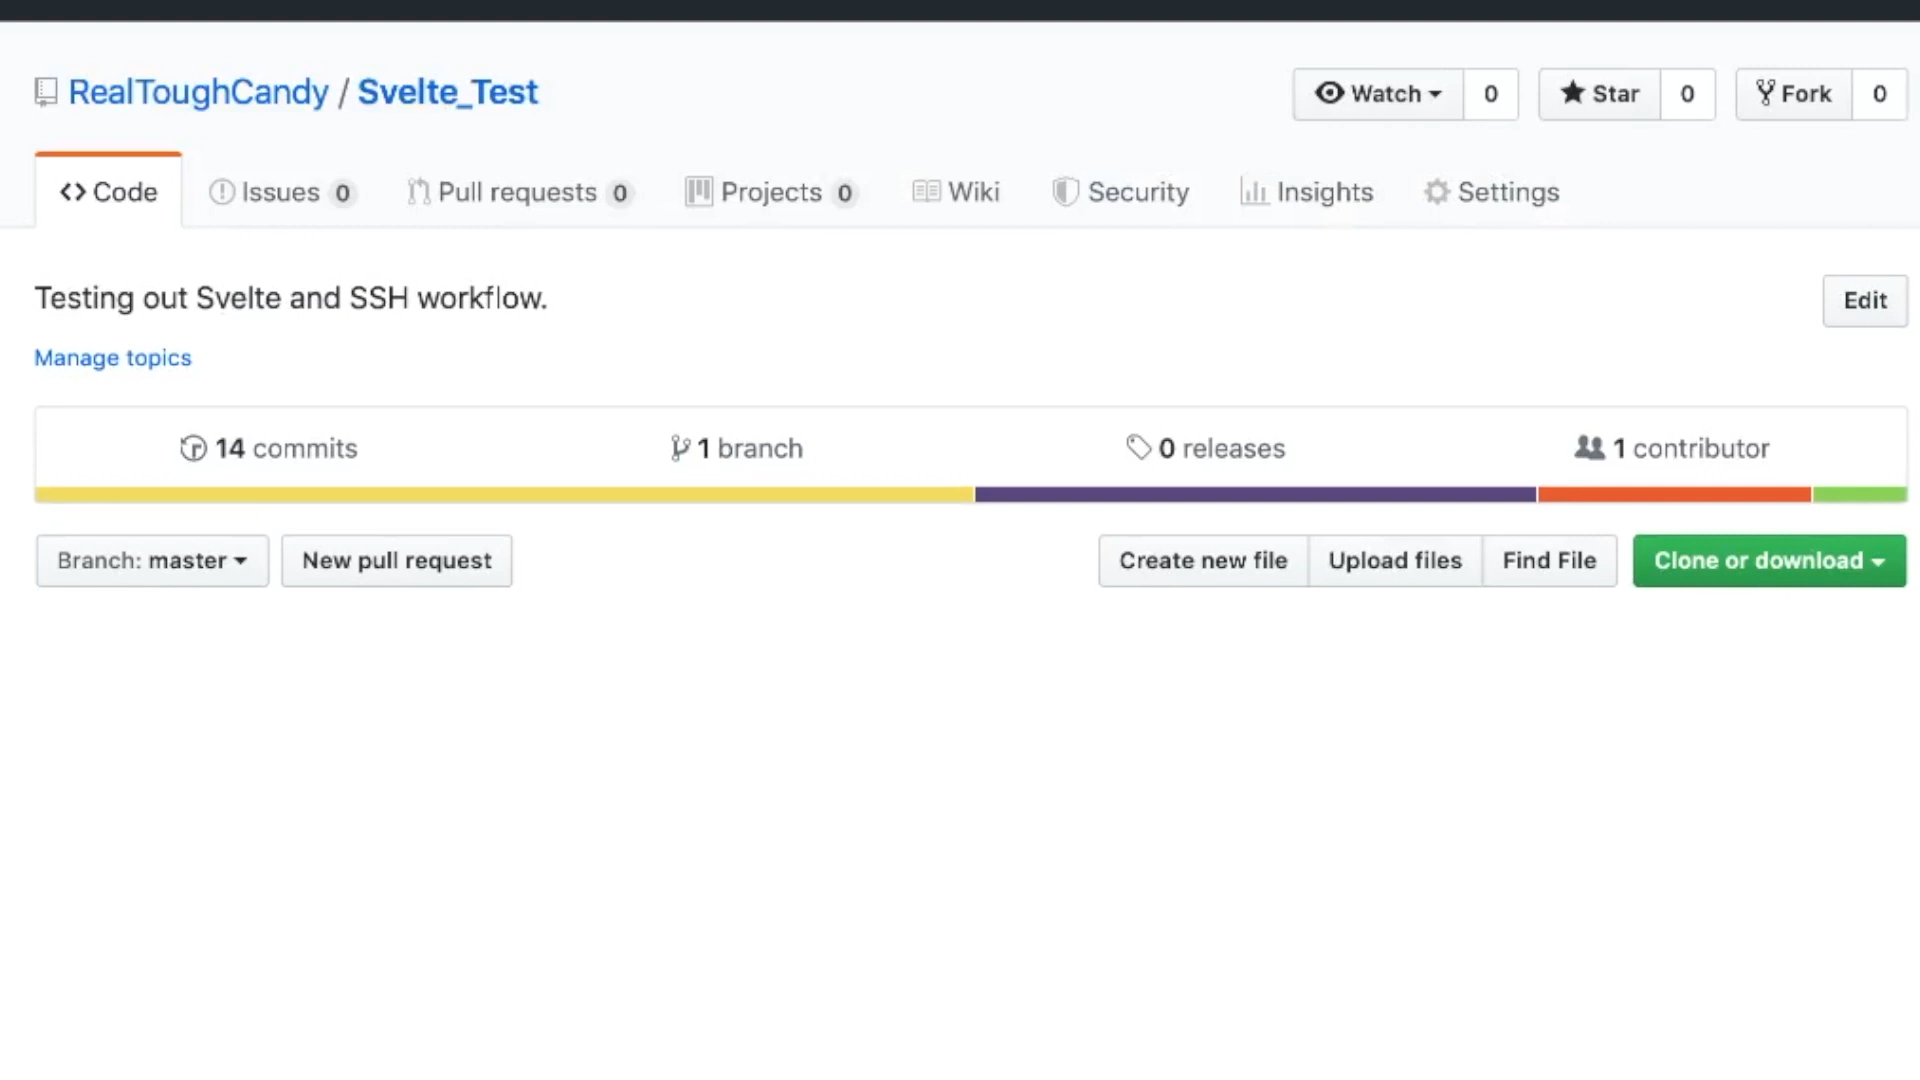 RealToughCandy / Svelte_Test
Watch 0 Star 0 Fork 0
Code Issues 0 Pull requests 0 Projects 0 Wiki Security Insights Settings
Testing out Svelte and SSH workflow.
Edit
Manage topics
14 commits 1 branch 0 releases 1 contributor
Branch: master New pull request Create new file Upload files Find File Clone or download